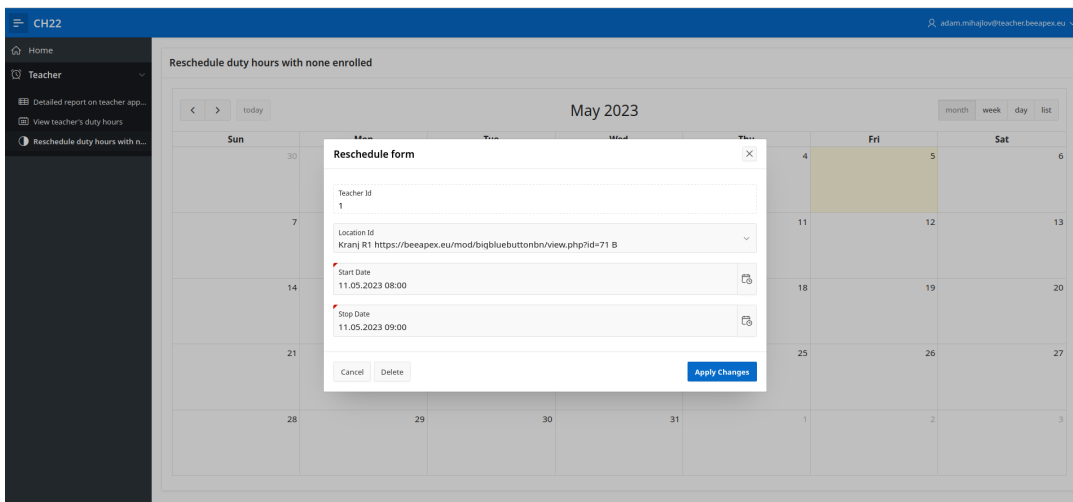 CH22
adam.mihajlov@teacher.beeapex.eu
Home
Teacher
Detailed report on teacher app...
View teacher's duty hours
Reschedule duty hours with n...
Reschedule duty hours with none enrolled
today
May 2023
month week day list
Sun Mon Tue Wed Thu Fri Sat
30 4 5 6
7 11 12 13
14 18 19 20
21 25 26 27
28 29 30 31 1 2 3
Reschedule form
Teacher Id
1
Location Id
Kranj R1 https://beeapex.eu/mod/bigbluebuttonbn/view.php?id=71 B
Start Date
11.05.2023 08:00
Stop Date
11.05.2023 09:00
Cancel Delete Apply Changes